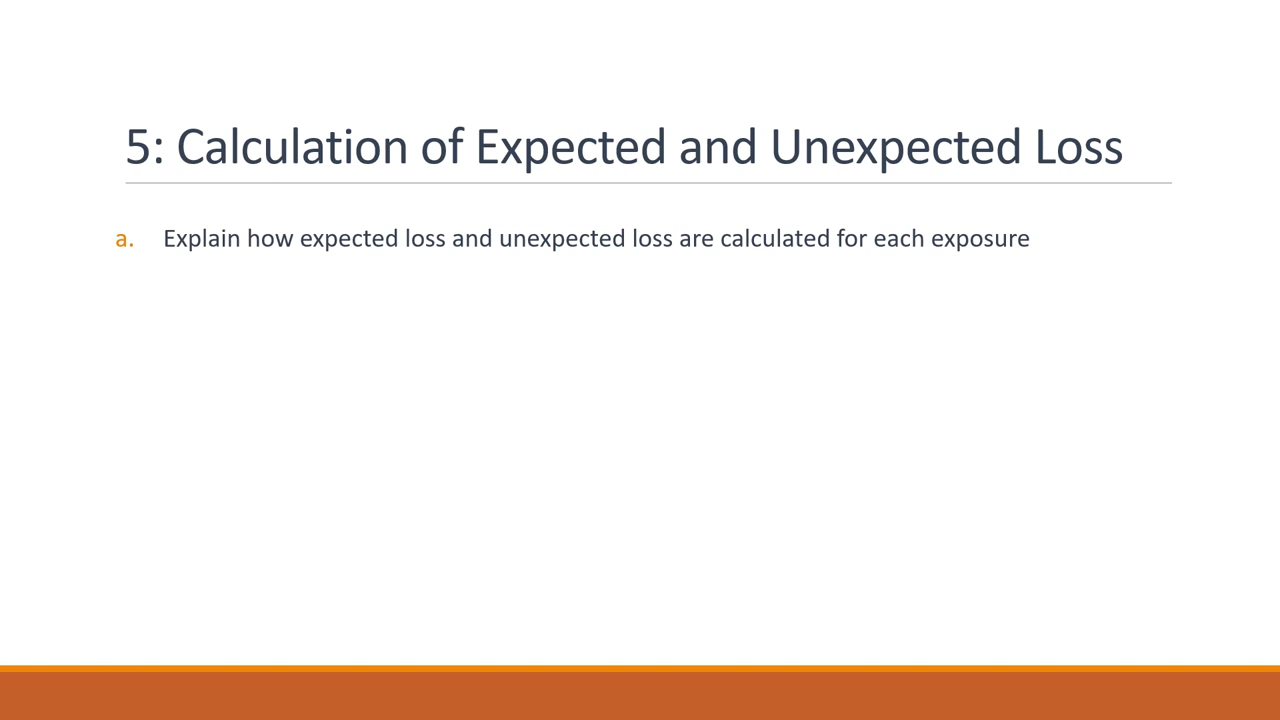 5: Calculation of Expected and Unexpected Loss
a. Explain how expected loss and unexpected loss are calculated for each exposure